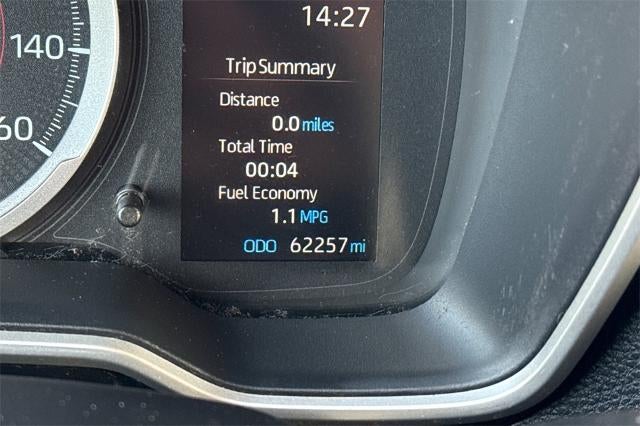 14:27
140
Trip Summary
Distance
0.0 miles
Total Time
60
00:04
Fuel Economy
1.1 MPG
ODO 62257 mi